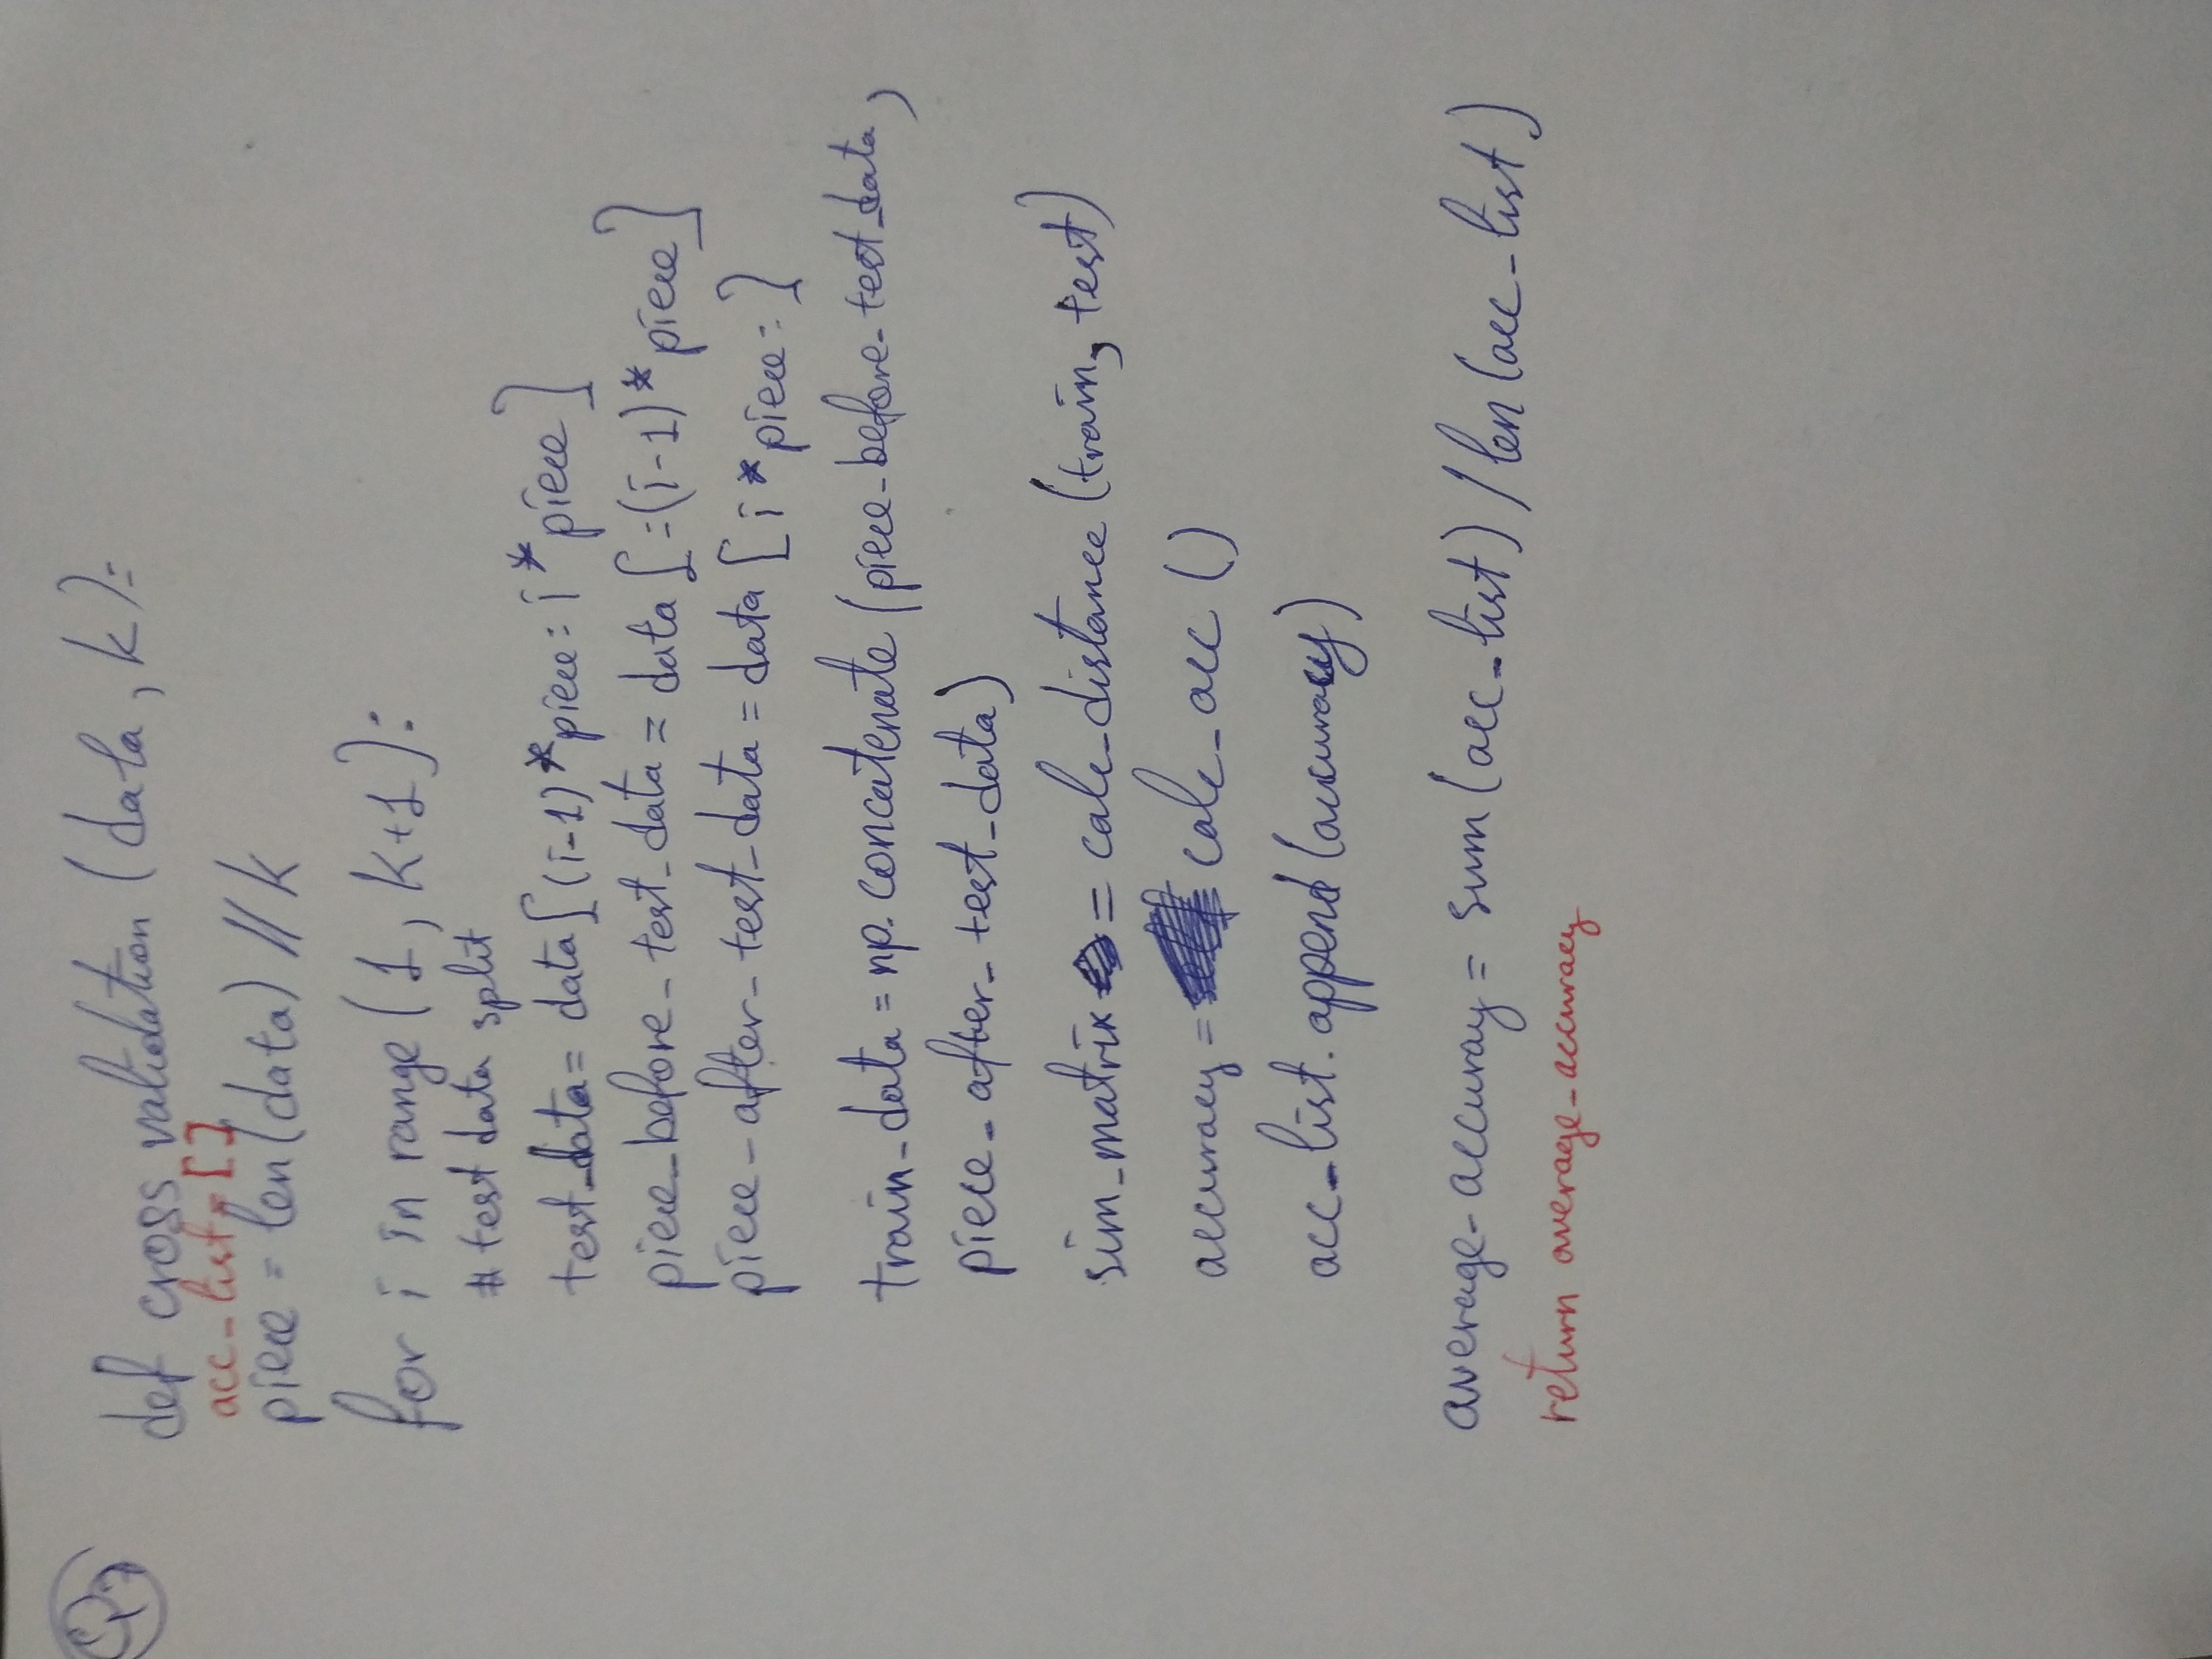 Q7
def cross_validation (data, k):
acc_list = []
piece = len(data) // k
for i in range (1, k+1):
# test data split
test_data = data[(i-1)*piece : i*piece]
piece_before_test_data = data[:(i-1)*piece]
piece_after_test_data = data [i*piece:]
train_data = np.concatenate (piece_before_test_data,
piece_after_test_data)
sim_matrix = calc_distance (train, test)
accuracy = calc_acc ()
acc_list.append (accuracy)
average_accuray = sum (acc_list) / len (acc_list)
return average_accuracy